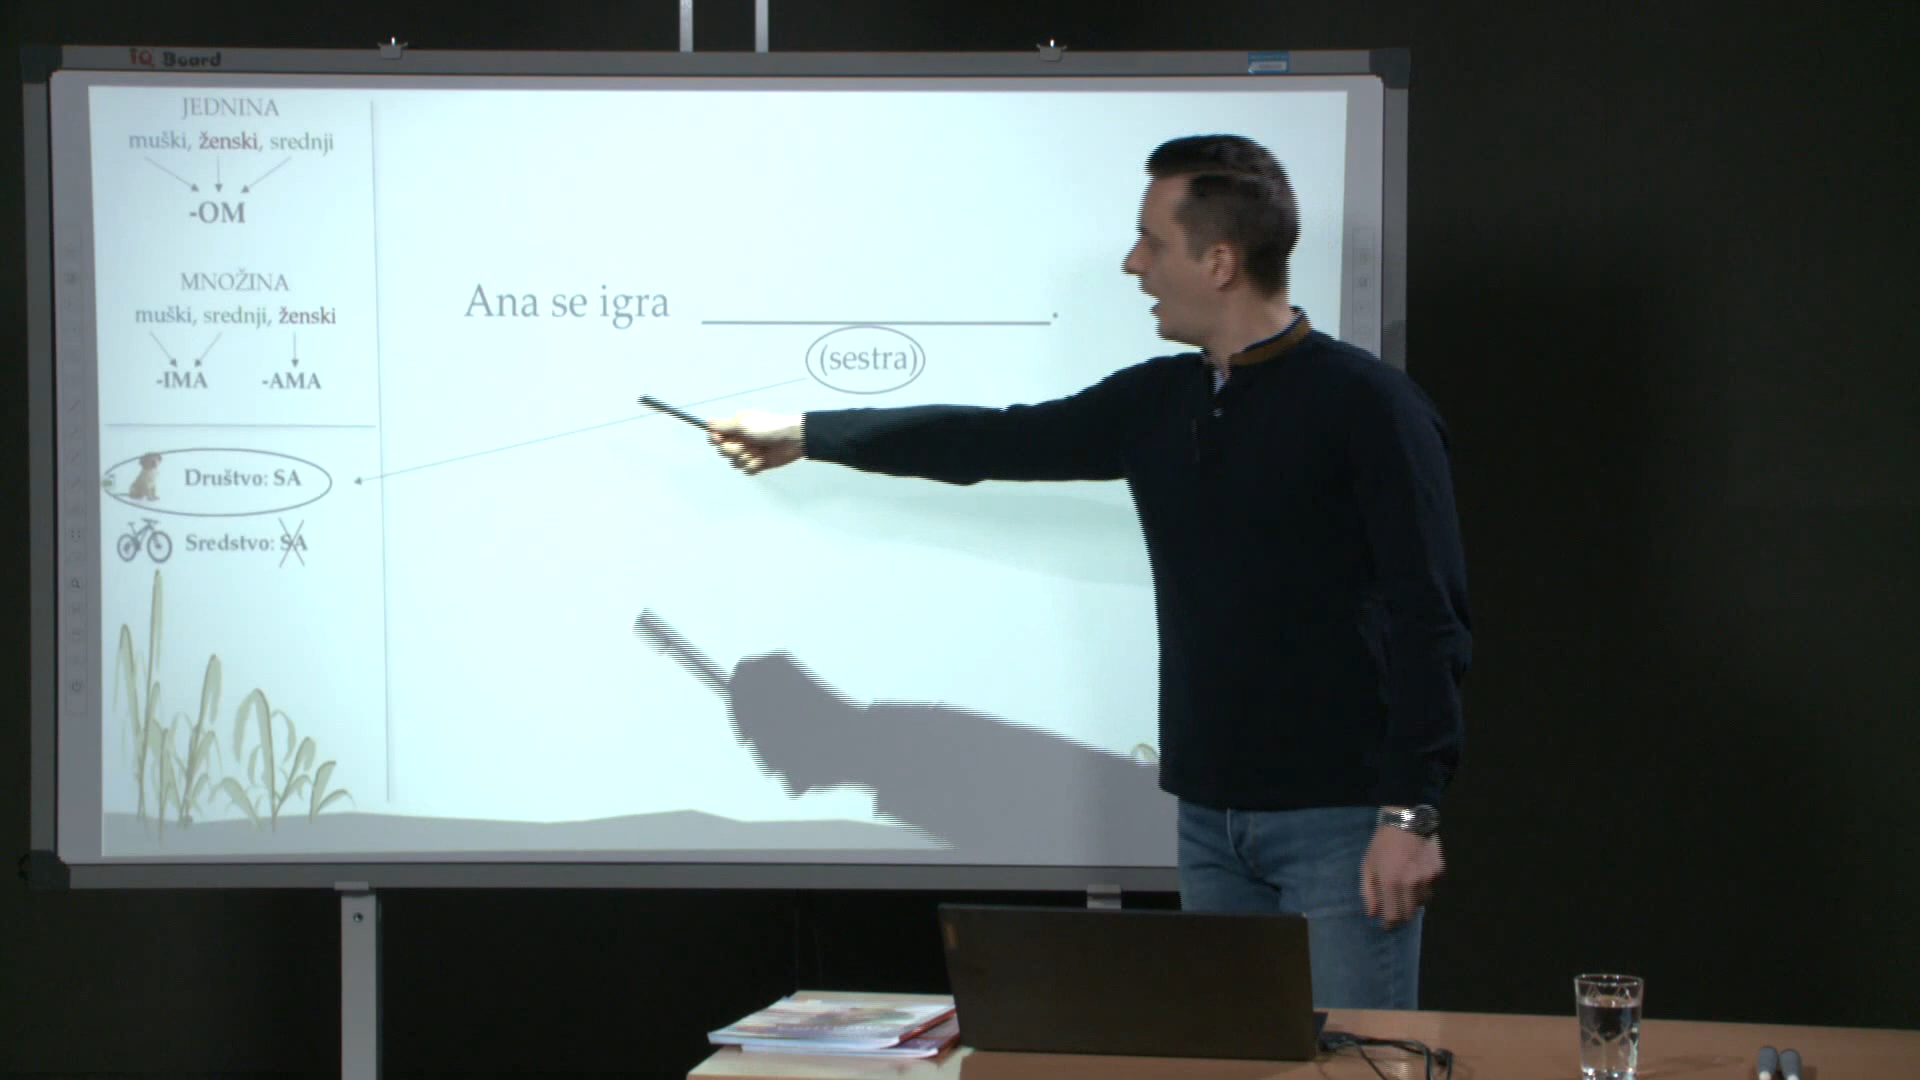 iQ Board
JEDNINA
muški, ženski, srednji
-OM
MNOŽINA
muški, srednji, ženski
-IMA -AMA
Društvo: SA
Sredstvo: SA
Ana se igra ____________.
(sestra)